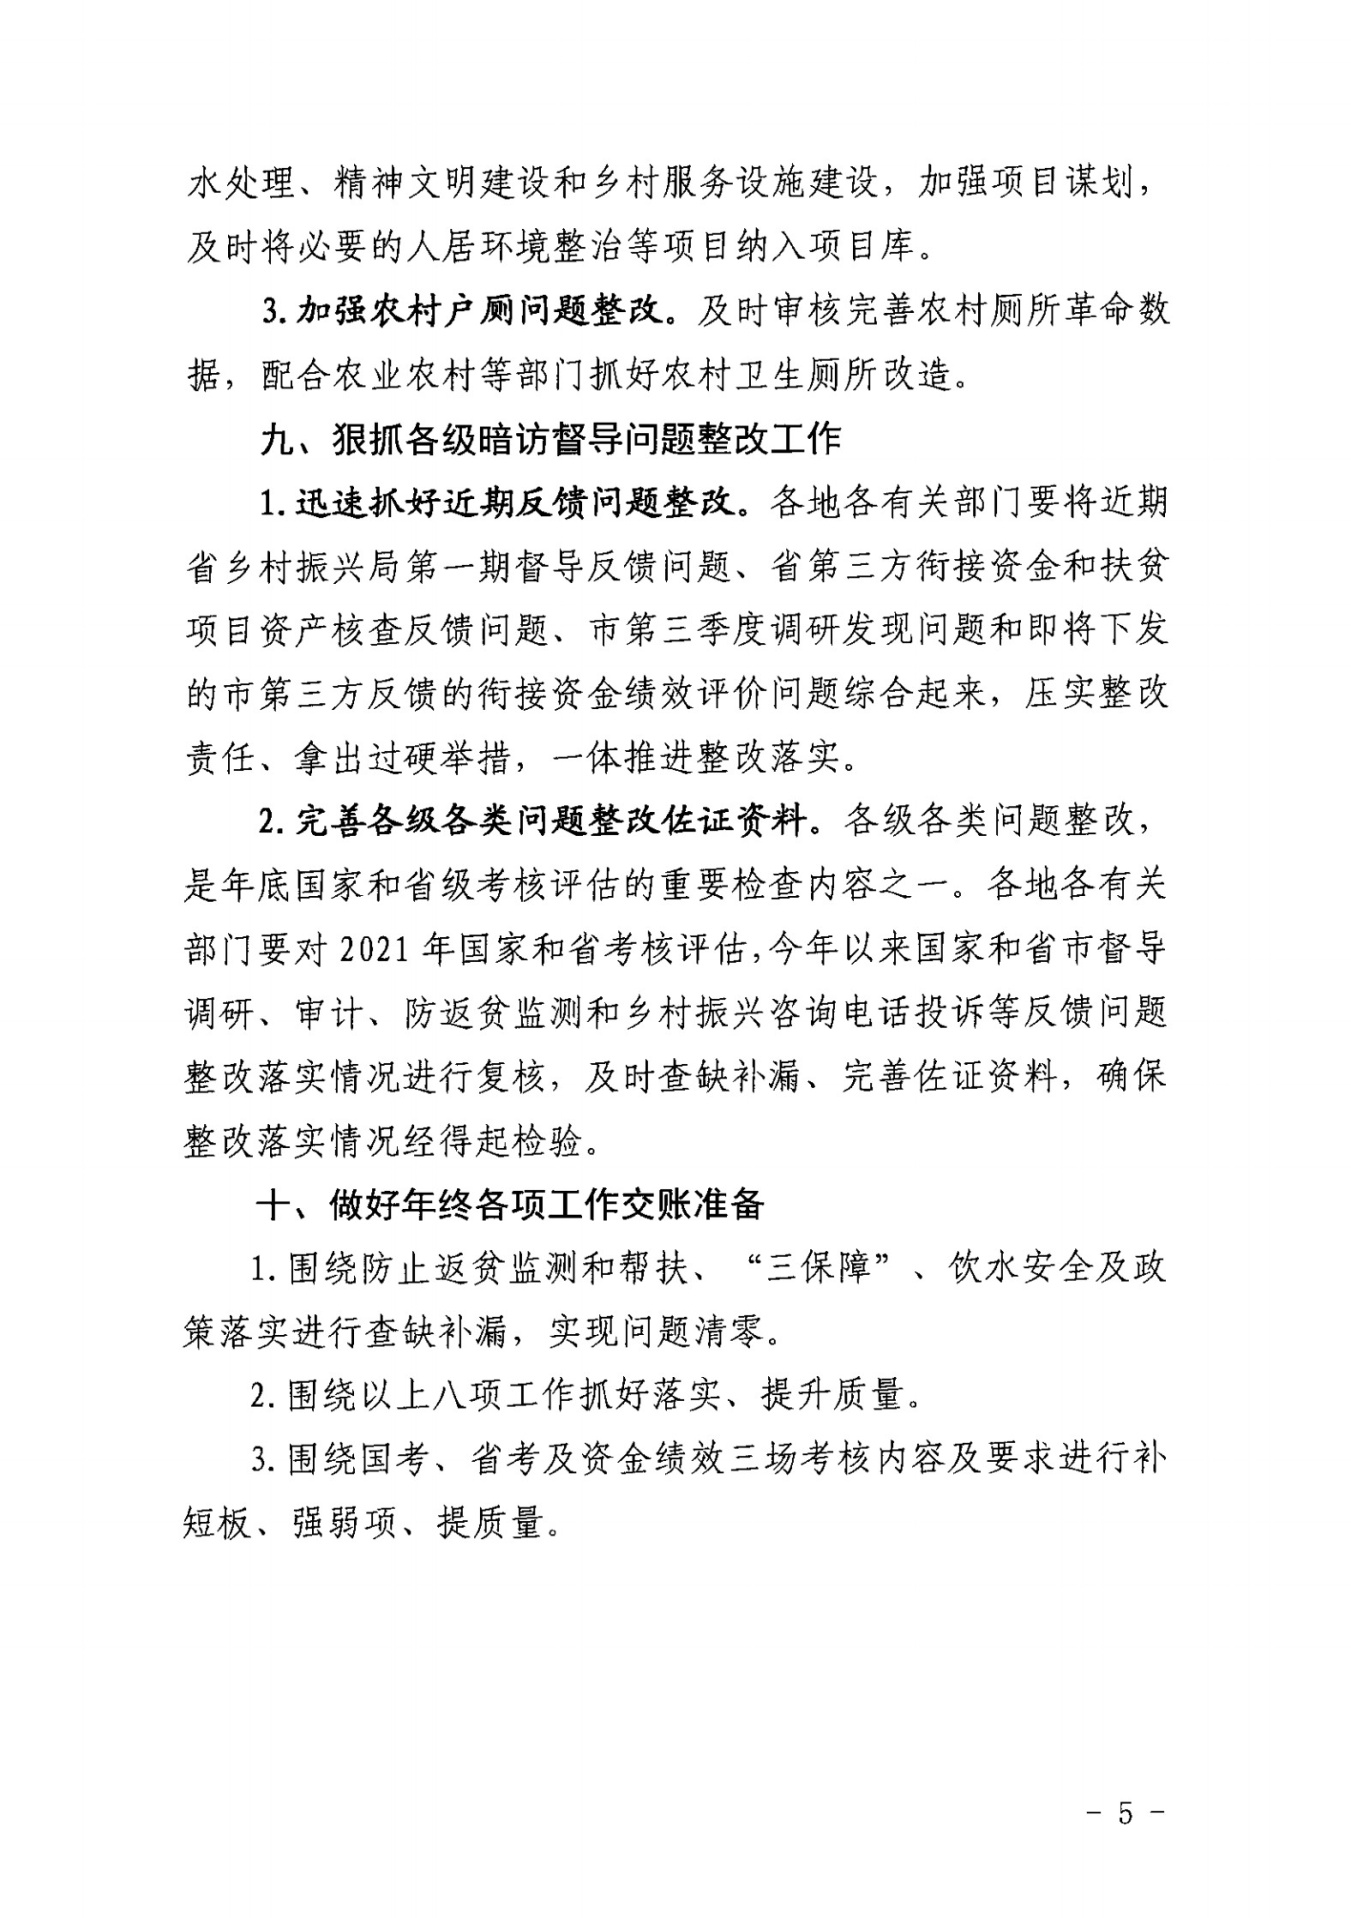 水处理、精神文明建设和乡村服务设施建设，加强项目谋划，
及时将必要的人居环境整治等项目纳入项目库。
3.加强农村户厕问题整改。及时审核完善农村厕所革命数
据，配合农业农村等部门抓好农村卫生厕所改造。
九、狠抓各级暗访督导问题整改工作
1.迅速抓好近期反馈问题整改。各地各有关部门要将近期
省乡村振兴局第一期督导反馈问题、省第三方衔接资金和扶贫
项目资产核查反馈问题、市第三季度调研发现问题和即将下发
的市第三方反馈的衔接资金绩效评价问题综合起来，压实整改
责任、拿出过硬举措，一体推进整改落实。
2.完善各级各类问题整改佐证资料。各级各类问题整改，
是年底国家和省级考核评估的重要检查内容之一。各地各有关
部门要对 2021 年国家和省考核评估,今年以来国家和省市督导
调研、审计、防返贫监测和乡村振兴咨询电话投诉等反馈问题
整改落实情况进行复核，及时查缺补漏、完善佐证资料，确保
整改落实情况经得起检验。
十、做好年终各项工作交账准备
1.围绕防止返贫监测和帮扶、“三保障”、饮水安全及政
策落实进行查缺补漏，实现问题清零。
2.围绕以上八项工作抓好落实、提升质量。
3.围绕国考、省考及资金绩效三场考核内容及要求进行补
短板、强弱项、提质量。
- 5 -